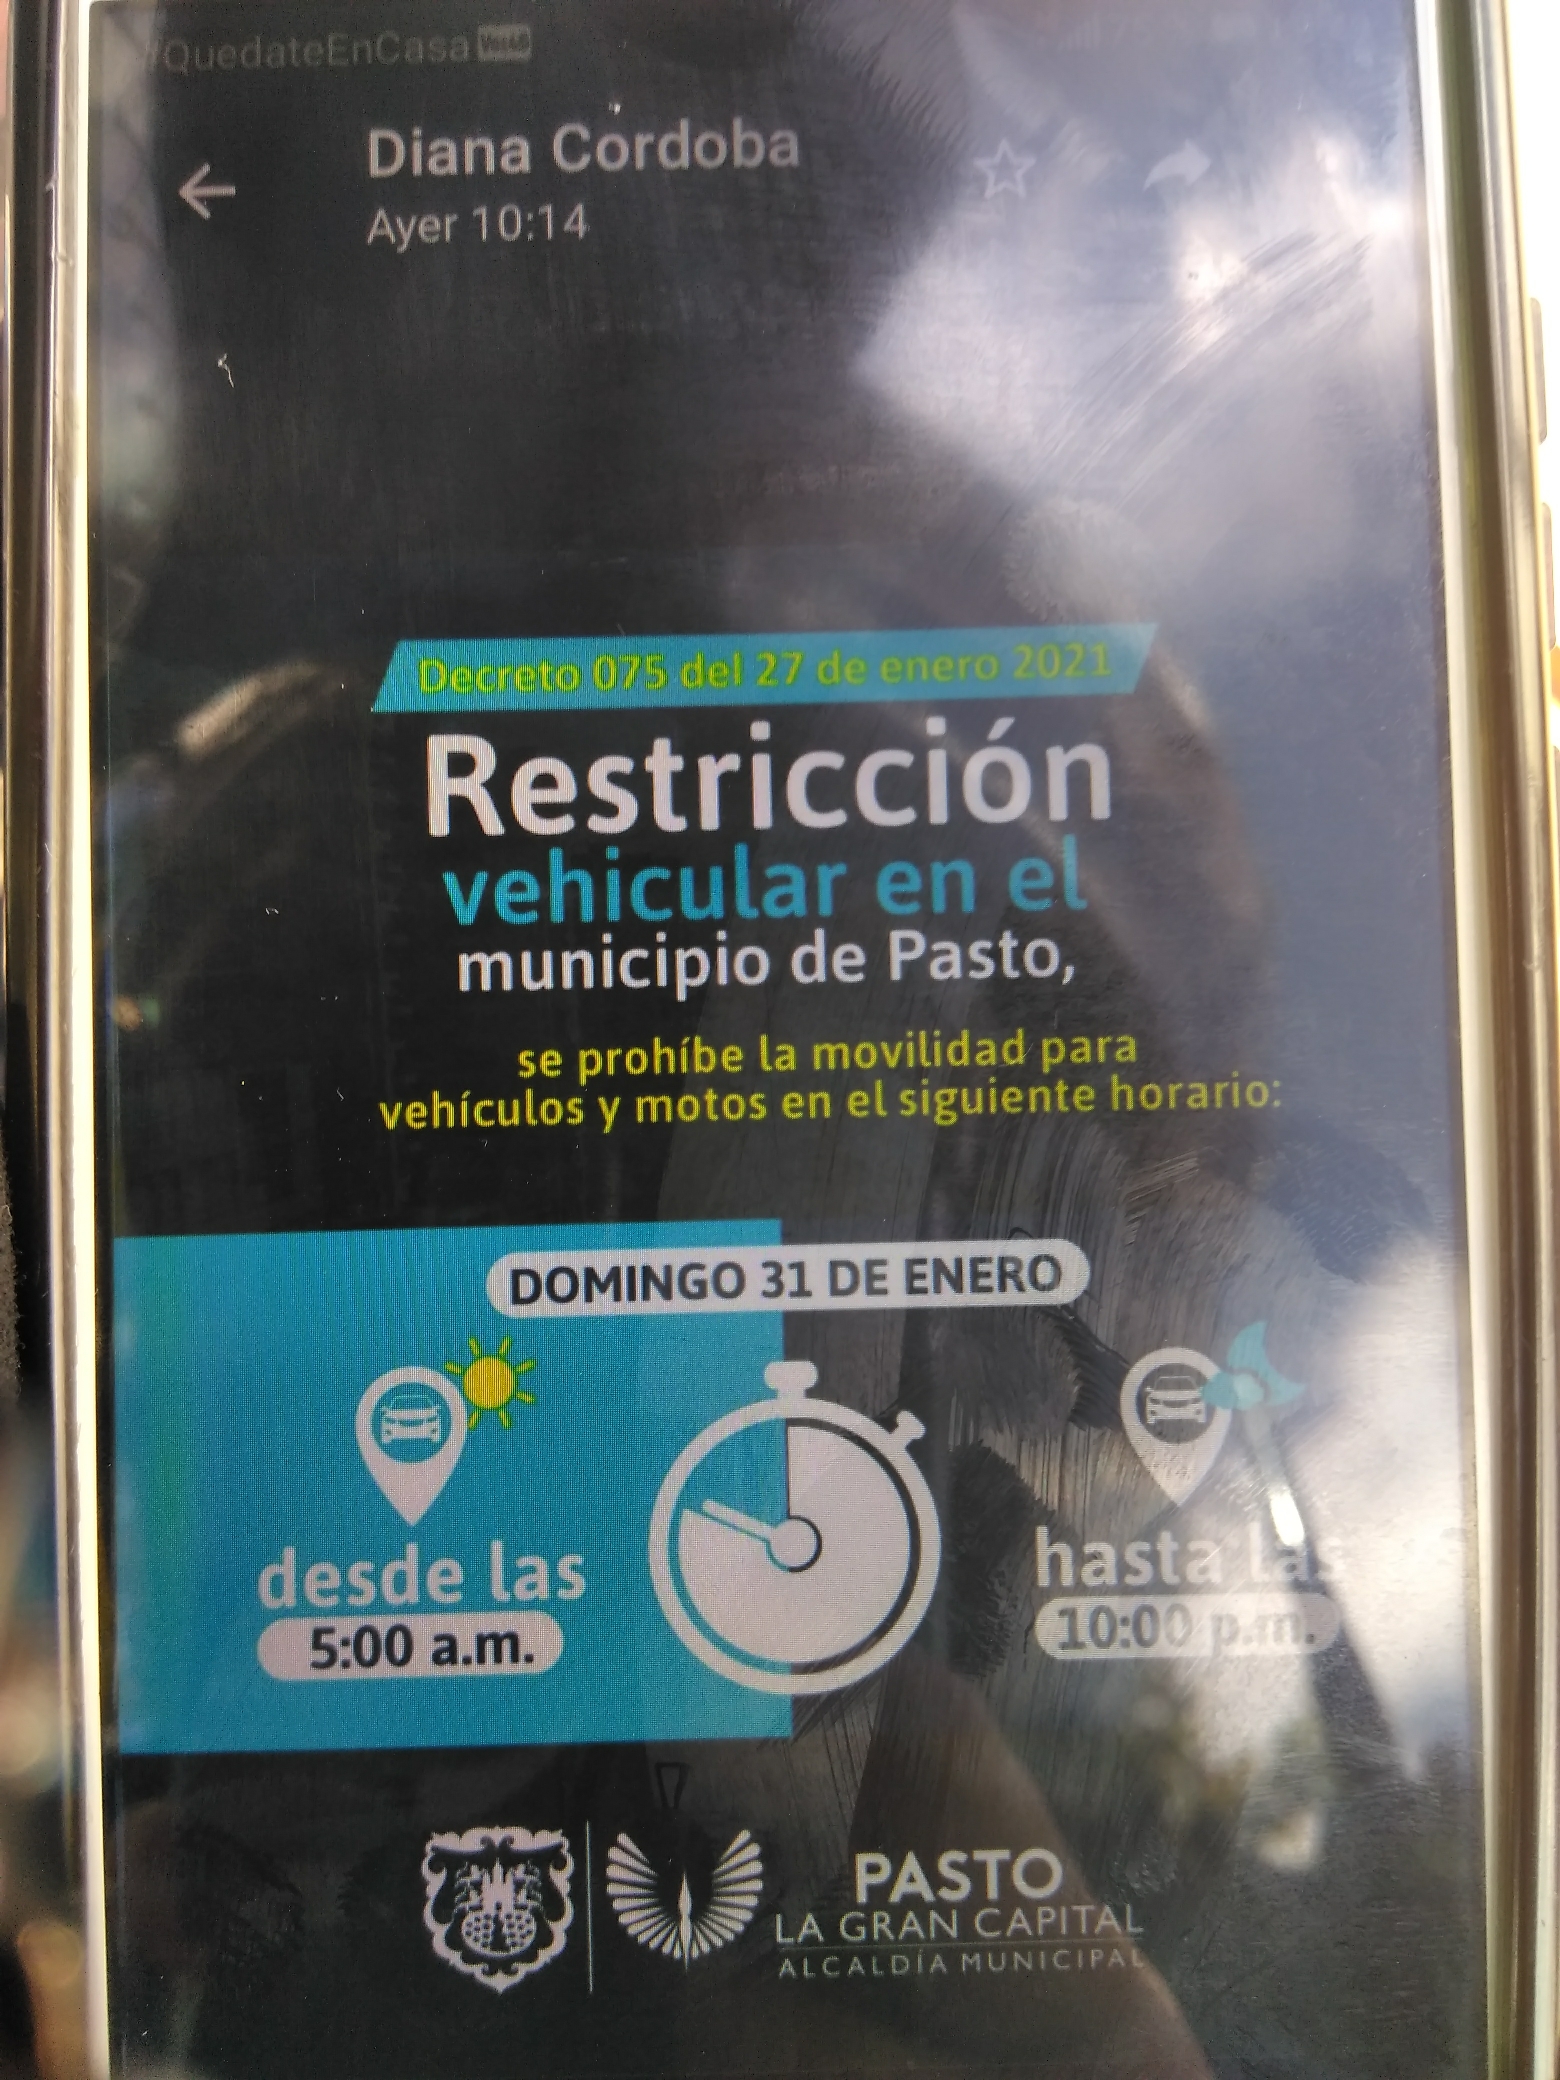 #QuedateEnCasa
Diana Cordoba
Ayer 10:14
Decreto 075 del 27 de enero 2021
Restricción
vehicular en el
municipio de Pasto,
se prohíbe la movilidad para
vehículos y motos en el siguiente horario:
DOMINGO 31 DE ENERO
desde las
5:00 a.m.
hasta las
10:00 p.m.
PASTO
LA GRAN CAPITAL
ALCALDÍA MUNICIPAL